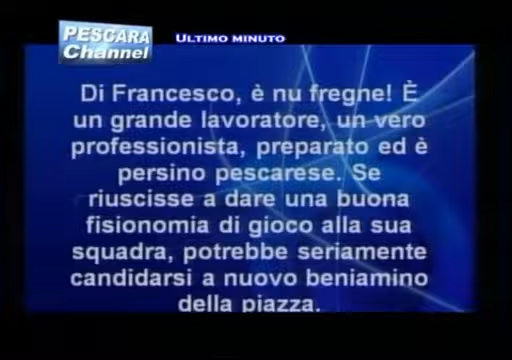 PESCARA
Channel
ULTIMO MINUTO
Di Francesco, è nu fregne! È
un grande lavoratore, un vero
professionista, preparato ed è
persino pescarese. Se
riuscisse a dare una buona
fisionomia di gioco alla sua
squadra, potrebbe seriamente
candidarsi a nuovo beniamino
della piazza.